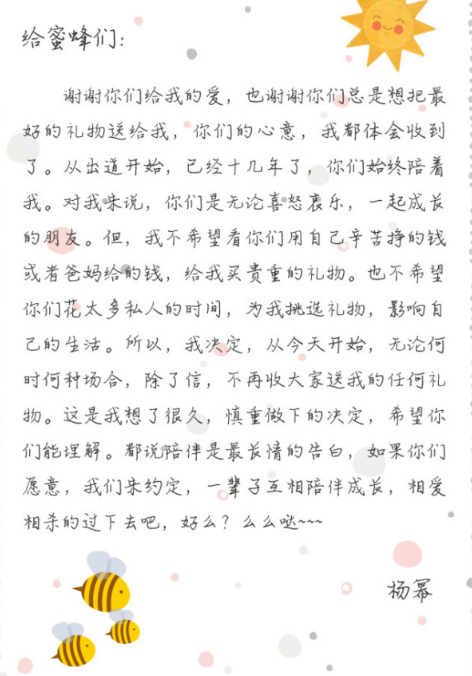 给蜜蜂们：
谢谢你们给我的爱，也谢谢你们总是想把最
好的礼物送给我，你们的心意，我都体会收到
了。从出道开始，已经十几年了，你们始终陪着
我。对我来说，你们是无论喜怒哀乐，一起成长
的朋友。但，我不希望看你们用自己辛苦挣的钱
或者爸妈给的钱，给我买贵重的礼物。也不希望
你们花太多私人的时间，为我挑选礼物，影响自
己的生活。所以，我决定，从今天开始，无论何
时何种场合，除了信，不再收大家送我的任何礼
物。这是我想了很久，慎重做下的决定，希望你
们能理解。都说陪伴是最长情的告白，如果你们
愿意，我们来约定，一辈子互相陪伴成长，相爱
相杀的过下去吧，好么？么么哒~~~
杨幂